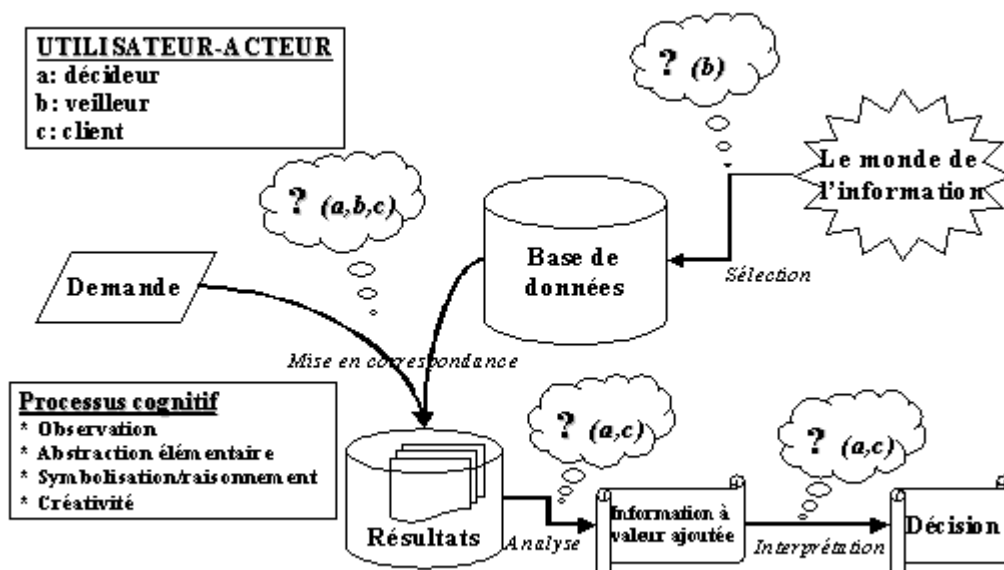 UTILISATEUR-ACTEUR
a: décideur
b: veilleur
c: client
? (b)
Le monde de
l'information
? (a,b,c)
Base de
données
Sélection
Demande
Mise en correspondance
Processus cognitif
* Observation
* Abstraction élémentaire
* Symbolisation/raisonnement
* Créativité
? (a,c)
? (a,c)
Résultats
Analyse
Information à
valeur ajoutée
Interprétation
Décision